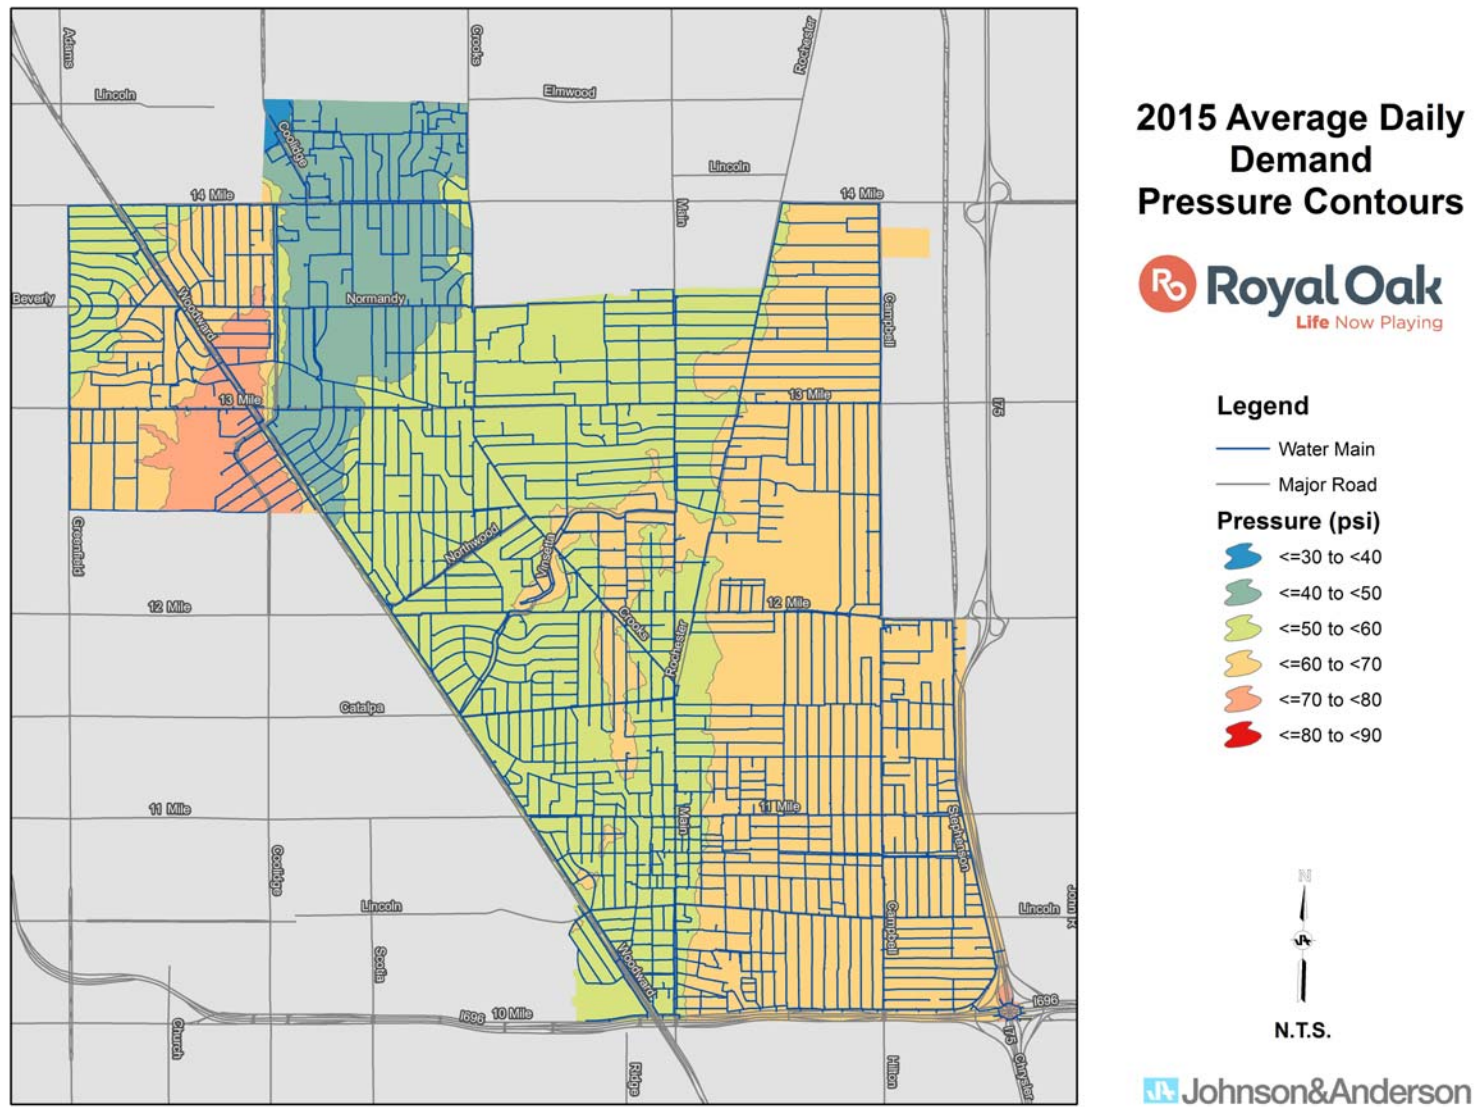 2015 Average Daily
Demand
Pressure Contours
Ro Royal Oak
Life Now Playing
Legend
Water Main
Major Road
Pressure (psi)
<=30 to <40
<=40 to <50
<=50 to <60
<=60 to <70
<=70 to <80
<=80 to <90
N
N.T.S.
Johnson&Anderson
Adams
Crooks
Rochester
Lincoln
Elmwood
Coolidge
Lincoln
14 Mile
14 Mile
Main
Beverly
Woodward
Normandy
Campbell
13 Mile
13 Mile
I75
Greenfield
Northwood
Vinsetta
12 Mile
12 Mile
Crooks
Rochester
Catalpa
11 Mile
11 Mile
Main
Stephenson
Coolidge
Lincoln
Campbell
Lincoln
John R
Scotia
Woodward
I696
10 Mile
I696
Church
I75
Chrysler
Ridge
Hilton